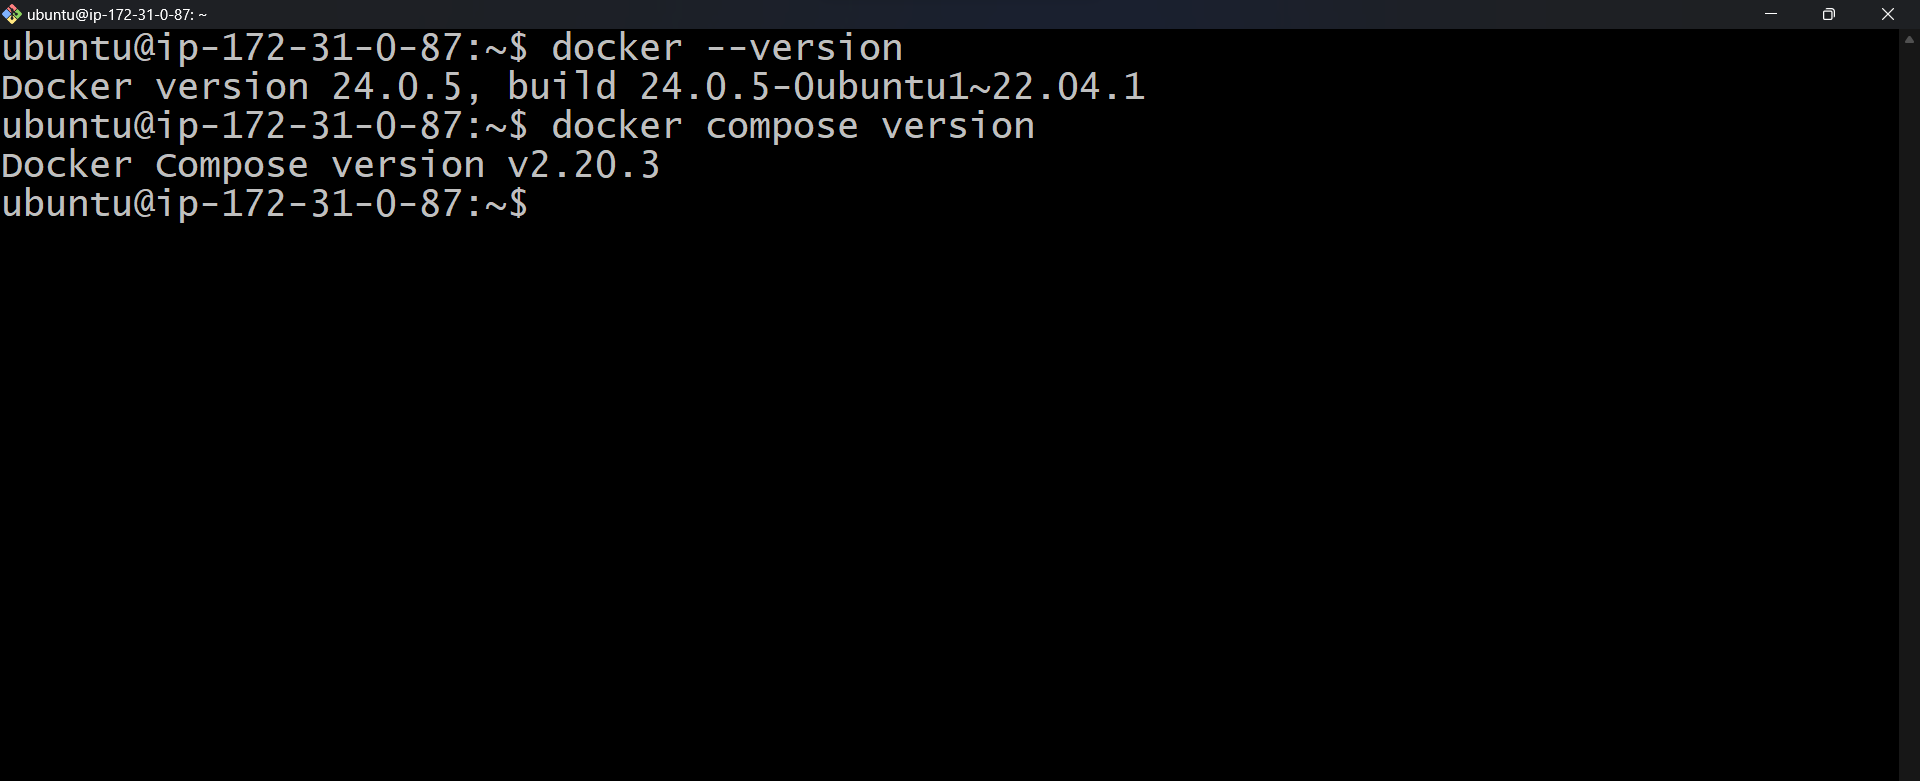 ubuntu@ip-172-31-0-87: ~
ubuntu@ip-172-31-0-87:~$ docker --version
Docker version 24.0.5, build 24.0.5-0ubuntu1~22.04.1
ubuntu@ip-172-31-0-87:~$ docker compose version
Docker Compose version v2.20.3
ubuntu@ip-172-31-0-87:~$